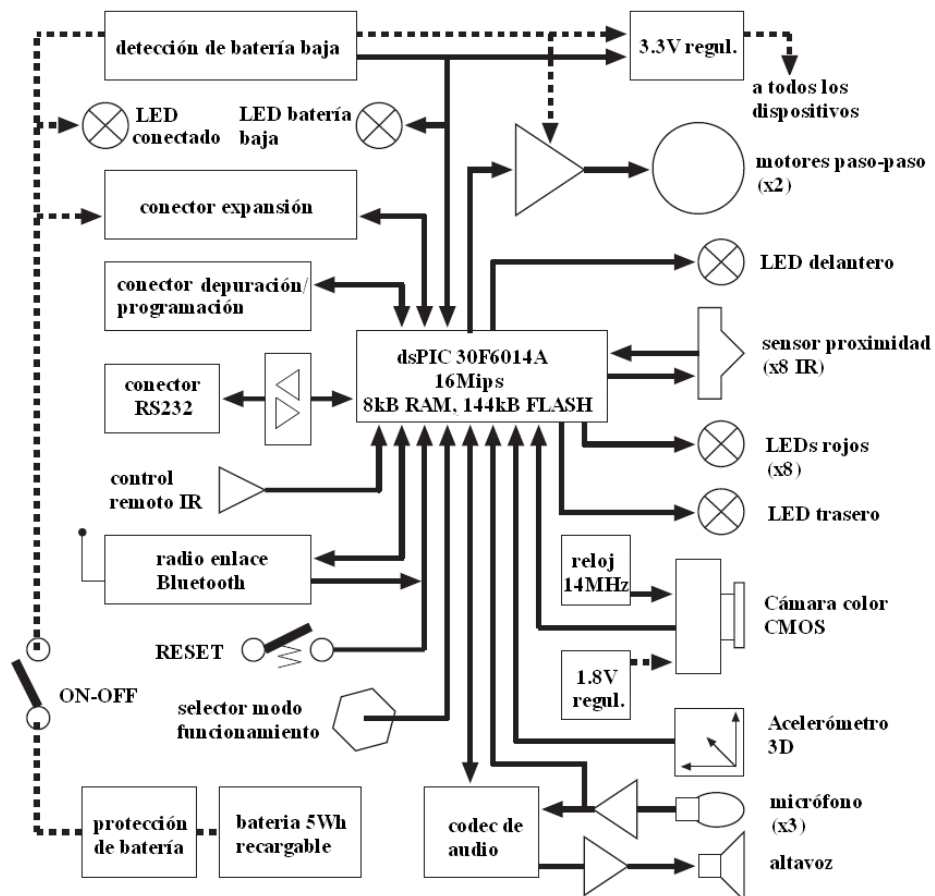 detección de batería baja
3.3V regul.
a todos los
dispositivos
LED
conectado
LED batería
baja
motores paso-paso
(x2)
conector expansión
LED delantero
conector depuración/
programación
sensor proximidad
(x8 IR)
dsPIC 30F6014A
16Mips
8kB RAM, 144kB FLASH
conector
RS232
LEDs rojos
(x8)
control
remoto IR
LED trasero
radio enlace
Bluetooth
reloj
14MHz
Cámara color
CMOS
RESET
1.8V
regul.
ON-OFF
selector modo
funcionamiento
Acelerómetro
3D
protección
de batería
bateria 5Wh
recargable
codec de
audio
micrófono
(x3)
altavoz